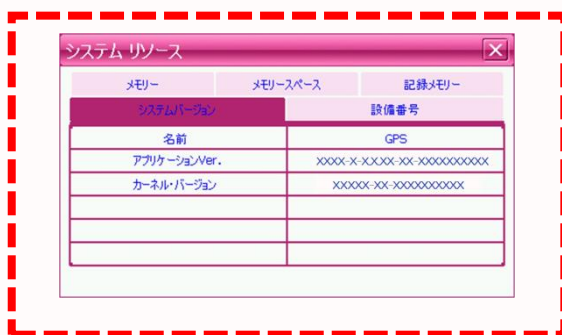 システム リソース
メモリー メモリースペース 記録メモリー
システムバージョン 設備番号
名前 GPS
アプリケーションVer. XXXX-X-X.X.XX-XX-XXXXXXXXXX
カーネル・バージョン XXXXX-XX-XXXXXXXXXX